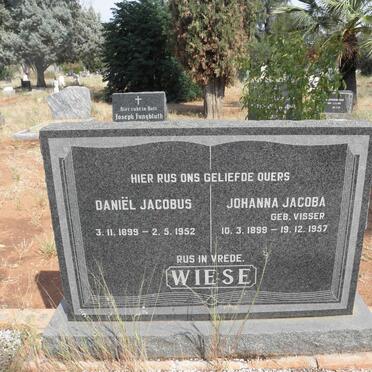 Hier ruht in Gott
Joseph Jungbluth
HIER RUS ONS GELIEFDE OUERS
DANIËL JACOBUS
3.11.1899 - 2.5.1952
JOHANNA JACOBA
GEB. VISSER
10.3.1899 - 19.12.1957
RUS IN VREDE.
WIESE